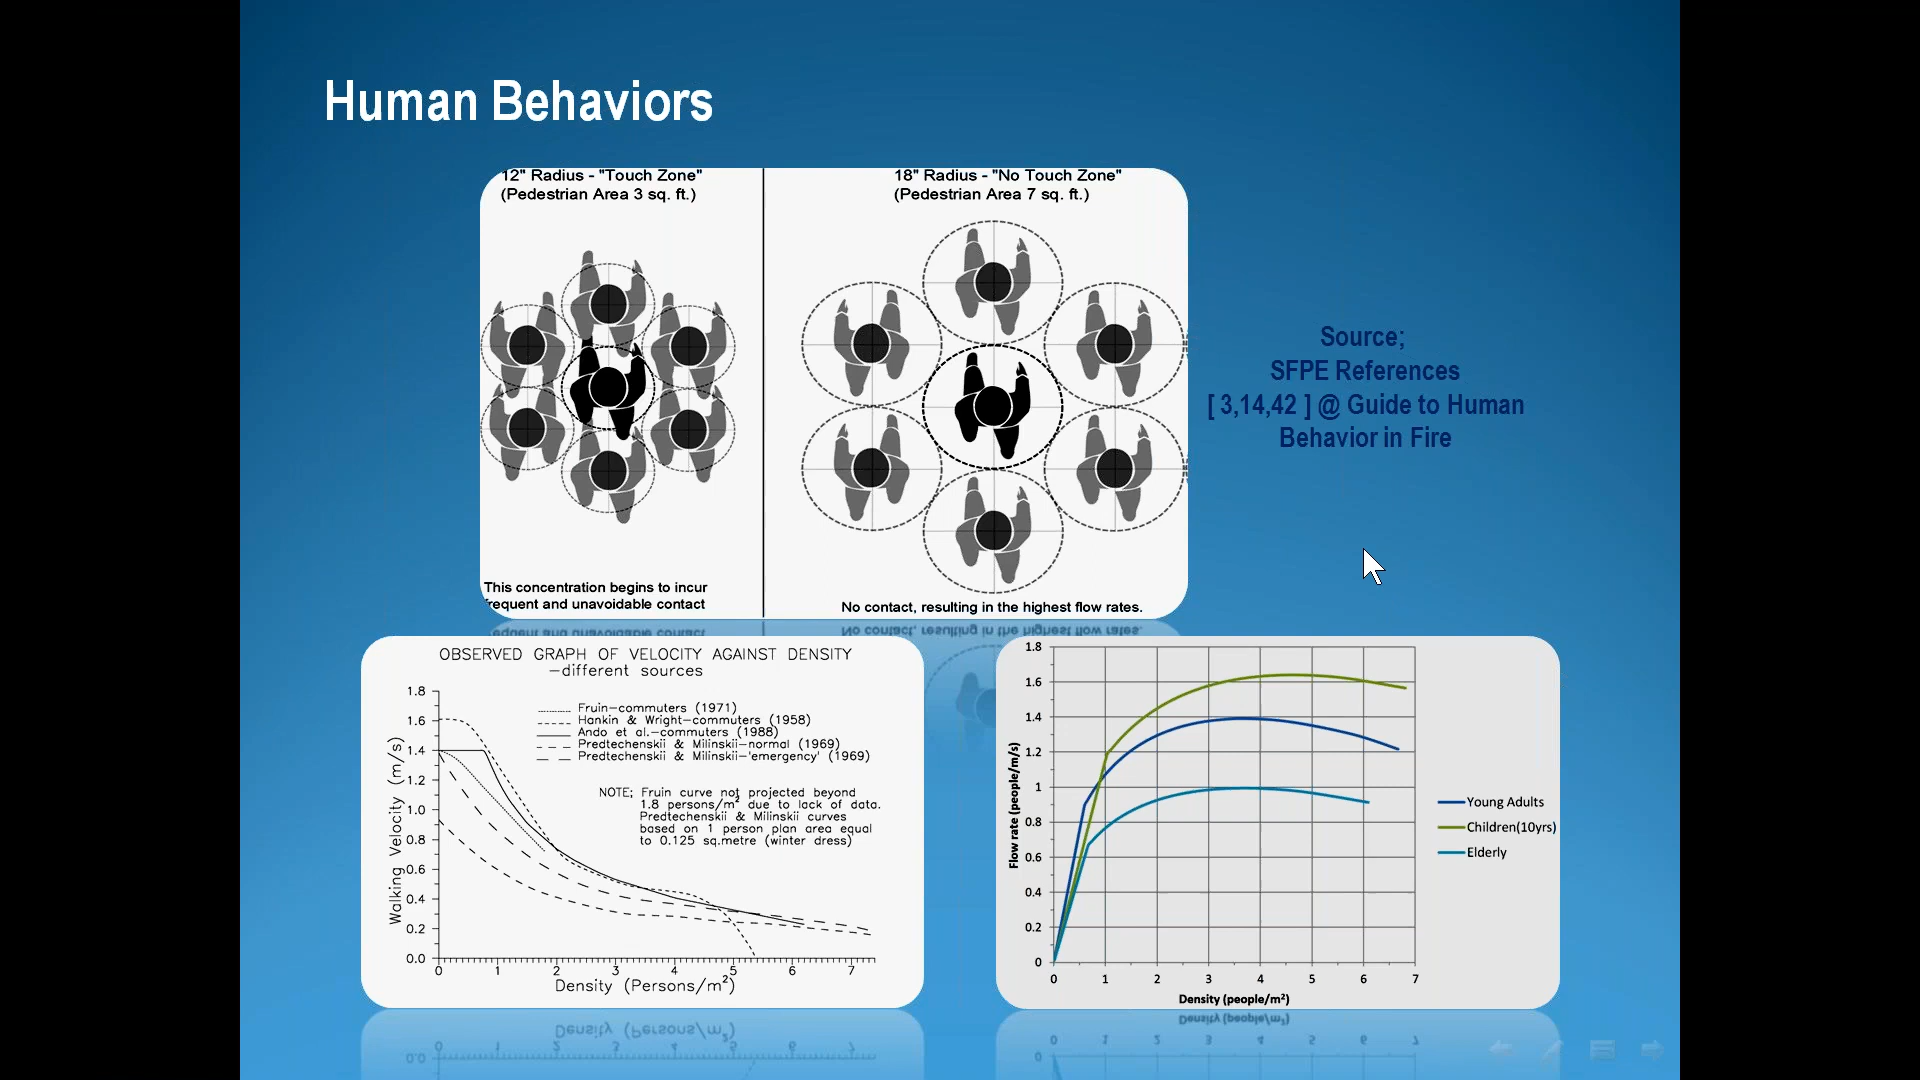 Human Behaviors
12" Radius - "Touch Zone"
(Pedestrian Area 3 sq. ft.)
18" Radius - "No Touch Zone"
(Pedestrian Area 7 sq. ft.)
This concentration begins to incur
frequent and unavoidable contact
No contact, resulting in the highest flow rates.
Source;
SFPE References
[ 3,14,42 ] @ Guide to Human
Behavior in Fire
OBSERVED GRAPH OF VELOCITY AGAINST DENSITY
-different sources
Fruin-commuters (1971)
Hankin & Wright-commuters (1958)
Ando et al.-commuters (1988)
Predtechenskii & Milinskii-normal (1969)
Predtechenskii & Milinskii-'emergency' (1969)
NOTE; Fruin curve not projected beyond
1.8 persons/m² due to lack of data.
Predtechenskii & Milinskii curves
based on 1 person plan area equal
to 0.125 sq.metre (winter dress)
Walking Velocity (m/s)
1.8
1.6
1.4
1.2
1.0
0.8
0.6
0.4
0.2
0.0
0 1 2 3 4 5 6 7
Density (Persons/m²)
Flow rate (people/m/s)
1.8
1.6
1.4
1.2
1
0.8
0.6
0.4
0.2
0
0 1 2 3 4 5 6 7
Density (people/m²)
Young Adults
Children(10yrs)
Elderly